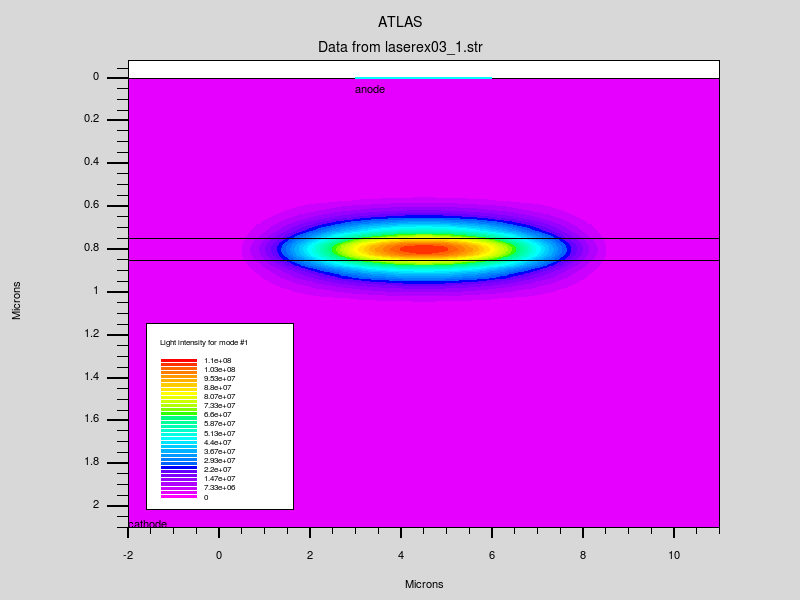 ATLAS
Data from laserex03_1.str
anode
0
0.2
0.4
0.6
0.8
1
1.2
1.4
1.6
1.8
2
Microns
Light intensity for mode #1
1.1e+08
1.03e+08
9.53e+07
8.8e+07
8.07e+07
7.33e+07
6.6e+07
5.87e+07
5.13e+07
4.4e+07
3.67e+07
2.93e+07
2.2e+07
1.47e+07
7.33e+06
0
cathode
-2 0 2 4 6 8 10
Microns